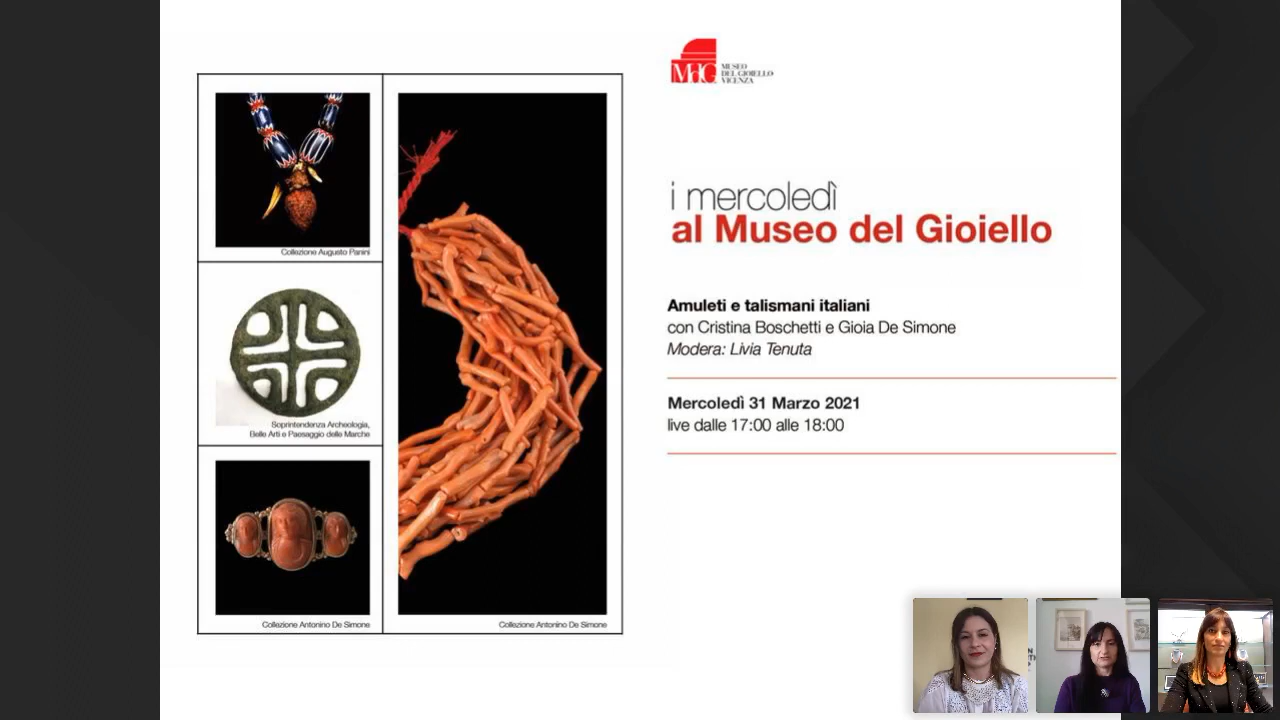 MdG
MUSEO
DEL GIOIELLO
VICENZA
i mercoledì
al Museo del Gioiello
Amuleti e talismani italiani
con Cristina Boschetti e Gioia De Simone
Modera: Livia Tenuta
Mercoledì 31 Marzo 2021
live dalle 17:00 alle 18:00
Collezione Augusto Panini
Soprintendenza Archeologia,
Belle Arti e Paesaggio delle Marche
Collezione Antonino De Simone
Collezione Antonino De Simone